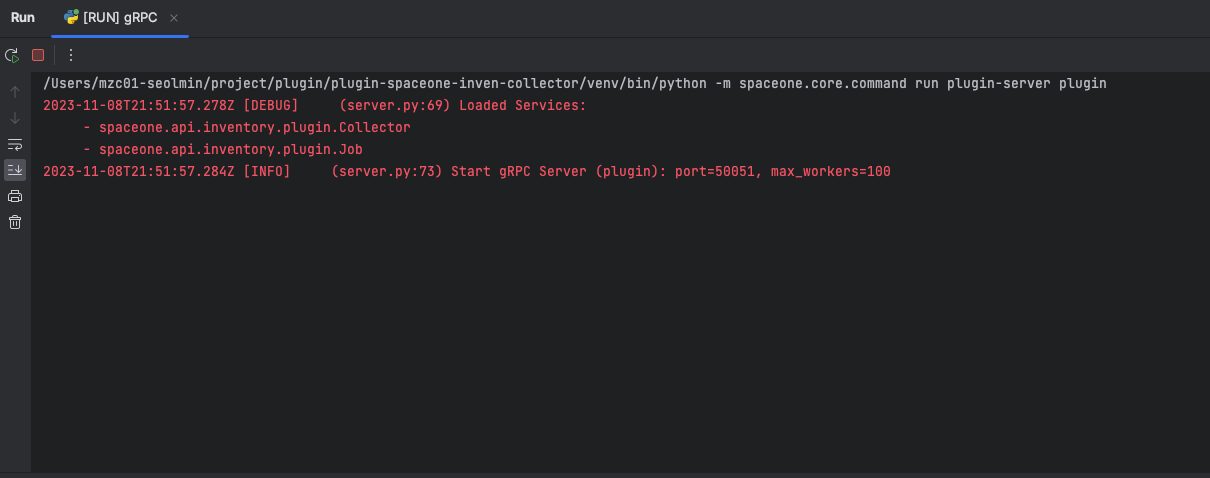 Run [RUN] gRPC
/Users/mzc01-seolmin/project/plugin/plugin-spaceone-inven-collector/venv/bin/python -m spaceone.core.command run plugin-server plugin
2023-11-08T21:51:57.278Z [DEBUG] (server.py:69) Loaded Services:
- spaceone.api.inventory.plugin.Collector
- spaceone.api.inventory.plugin.Job
2023-11-08T21:51:57.284Z [INFO] (server.py:73) Start gRPC Server (plugin): port=50051, max_workers=100